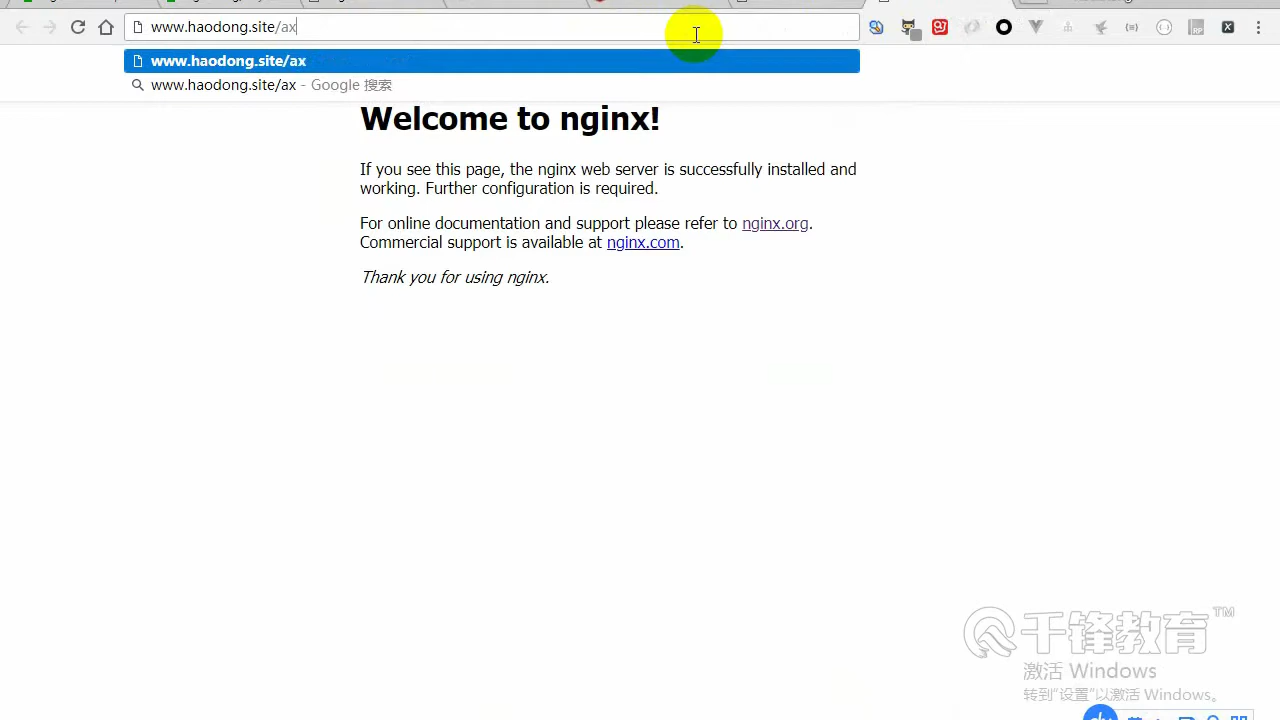 www.haodong.site/ax
www.haodong.site/ax
www.haodong.site/ax - Google 搜索
Welcome to nginx!
If you see this page, the nginx web server is successfully installed and
working. Further configuration is required.
For online documentation and support please refer to nginx.org.
Commercial support is available at nginx.com.
Thank you for using nginx.
千锋教育™
激活 Windows
转到“设置”以激活 Windows。